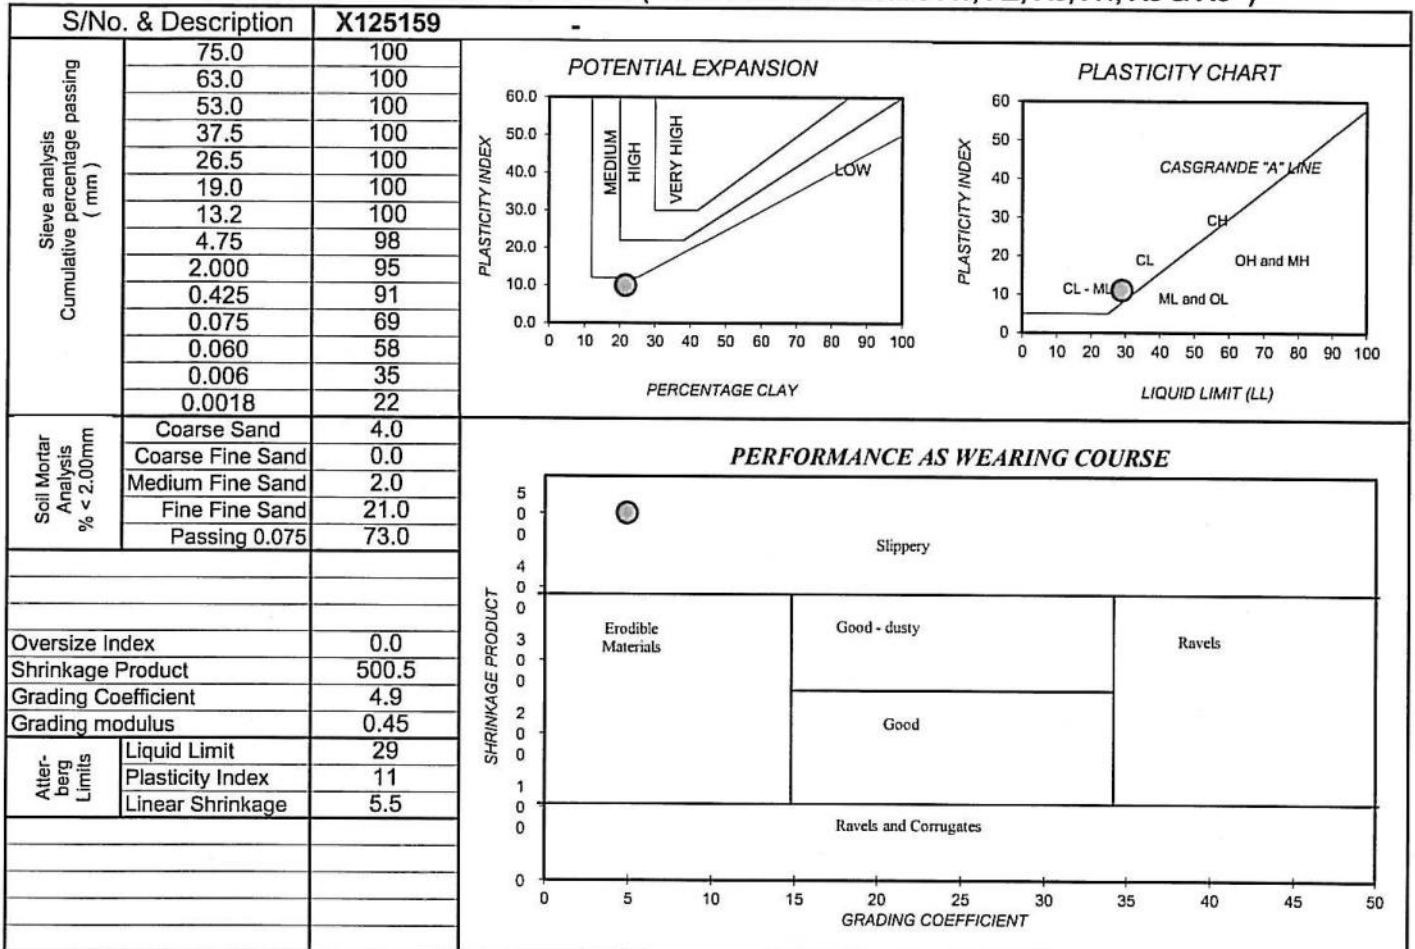 S/No. & Description X125159 -
Sieve analysis
Cumulative percentage passing
( mm )
75.0 100
63.0 100
53.0 100
37.5 100
26.5 100
19.0 100
13.2 100
4.75 98
2.000 95
0.425 91
0.075 69
0.060 58
0.006 35
0.0018 22
Soil Mortar
Analysis
% < 2.00mm
Coarse Sand 4.0
Coarse Fine Sand 0.0
Medium Fine Sand 2.0
Fine Fine Sand 21.0
Passing 0.075 73.0
Oversize Index 0.0
Shrinkage Product 500.5
Grading Coefficient 4.9
Grading modulus 0.45
Atter-
berg
Limits
Liquid Limit 29
Plasticity Index 11
Linear Shrinkage 5.5
POTENTIAL EXPANSION
PLASTICITY INDEX
60.0
50.0
40.0
30.0
20.0
10.0
0.0
MEDIUM
HIGH
VERY HIGH
LOW
0 10 20 30 40 50 60 70 80 90 100
PERCENTAGE CLAY
PLASTICITY CHART
PLASTICITY INDEX
60
50
40
30
20
10
0
CASGRANDE "A" LINE
CH
CL
OH and MH
CL - ML
ML and OL
0 10 20 30 40 50 60 70 80 90 100
LIQUID LIMIT (LL)
PERFORMANCE AS WEARING COURSE
SHRINKAGE PRODUCT
5
0
0
4
0
0
3
0
0
2
0
0
1
0
0
0
Slippery
Erodible
Materials
Good - dusty
Ravels
Good
Ravels and Corrugates
0 5 10 15 20 25 30 35 40 45 50
GRADING COEFFICIENT